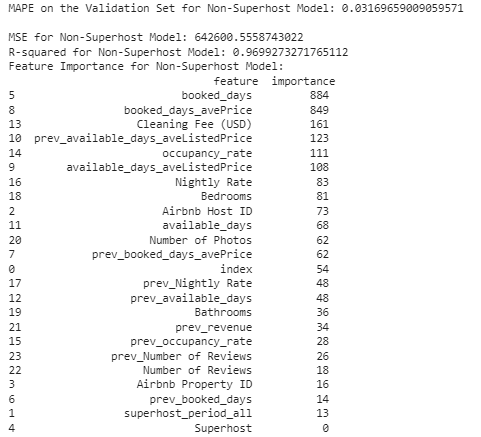 MAPE on the Validation Set for Non-Superhost Model: 0.03169659009059571
MSE for Non-Superhost Model: 642600.5558743022
R-squared for Non-Superhost Model: 0.9699273271765112
Feature Importance for Non-Superhost Model:
feature importance
5 booked_days 884
8 booked_days_avePrice 849
13 Cleaning Fee (USD) 161
10 prev_available_days_aveListedPrice 123
14 occupancy_rate 111
9 available_days_aveListedPrice 108
16 Nightly Rate 83
18 Bedrooms 81
2 Airbnb Host ID 73
11 available_days 68
20 Number of Photos 62
7 prev_booked_days_avePrice 62
0 index 54
17 prev_Nightly Rate 48
12 prev_available_days 48
19 Bathrooms 36
21 prev_revenue 34
15 prev_occupancy_rate 28
23 prev_Number of Reviews 26
22 Number of Reviews 18
3 Airbnb Property ID 16
6 prev_booked_days 14
1 superhost_period_all 13
4 Superhost 0